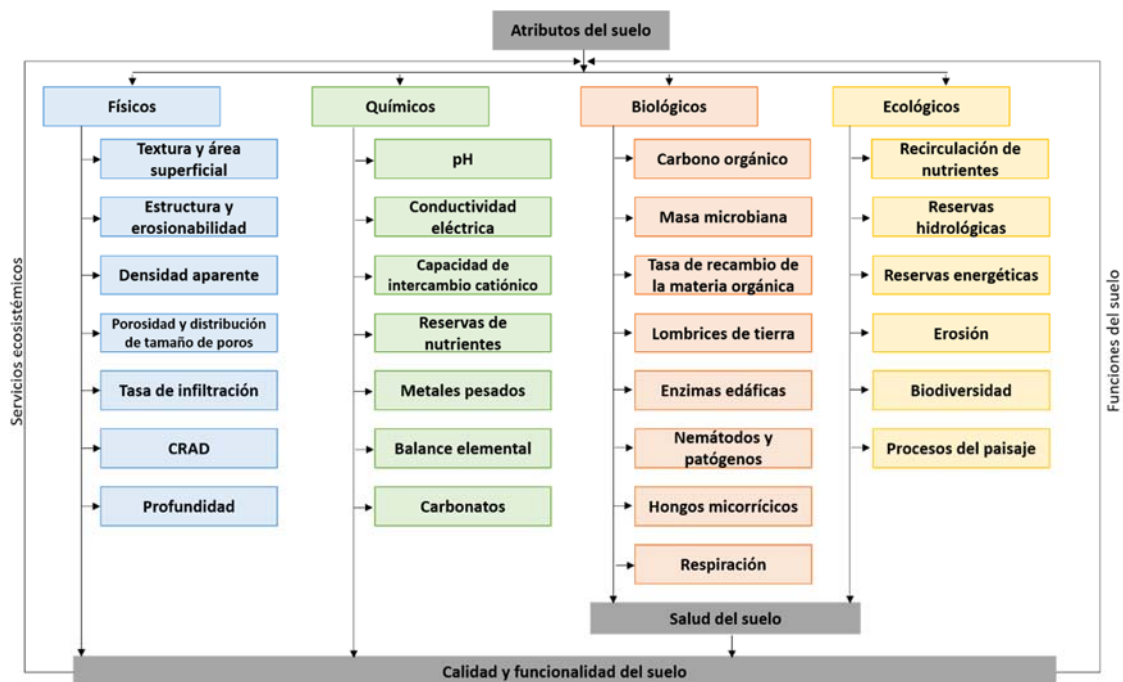 Atributos del suelo
Servicios ecosistémicos
Funciones del suelo
Físicos
Textura y área
superficial
Estructura y
erosionabilidad
Densidad aparente
Porosidad y distribución
de tamaño de poros
Tasa de infiltración
CRAD
Profundidad
Químicos
pH
Conductividad
eléctrica
Capacidad de
intercambio catiónico
Reservas de
nutrientes
Metales pesados
Balance elemental
Carbonatos
Biológicos
Carbono orgánico
Masa microbiana
Tasa de recambio de
la materia orgánica
Lombrices de tierra
Enzimas edáficas
Nemátodos y
patógenos
Hongos micorrícicos
Respiración
Ecológicos
Recirculación de
nutrientes
Reservas
hidrológicas
Reservas energéticas
Erosión
Biodiversidad
Procesos del paisaje
Salud del suelo
Calidad y funcionalidad del suelo